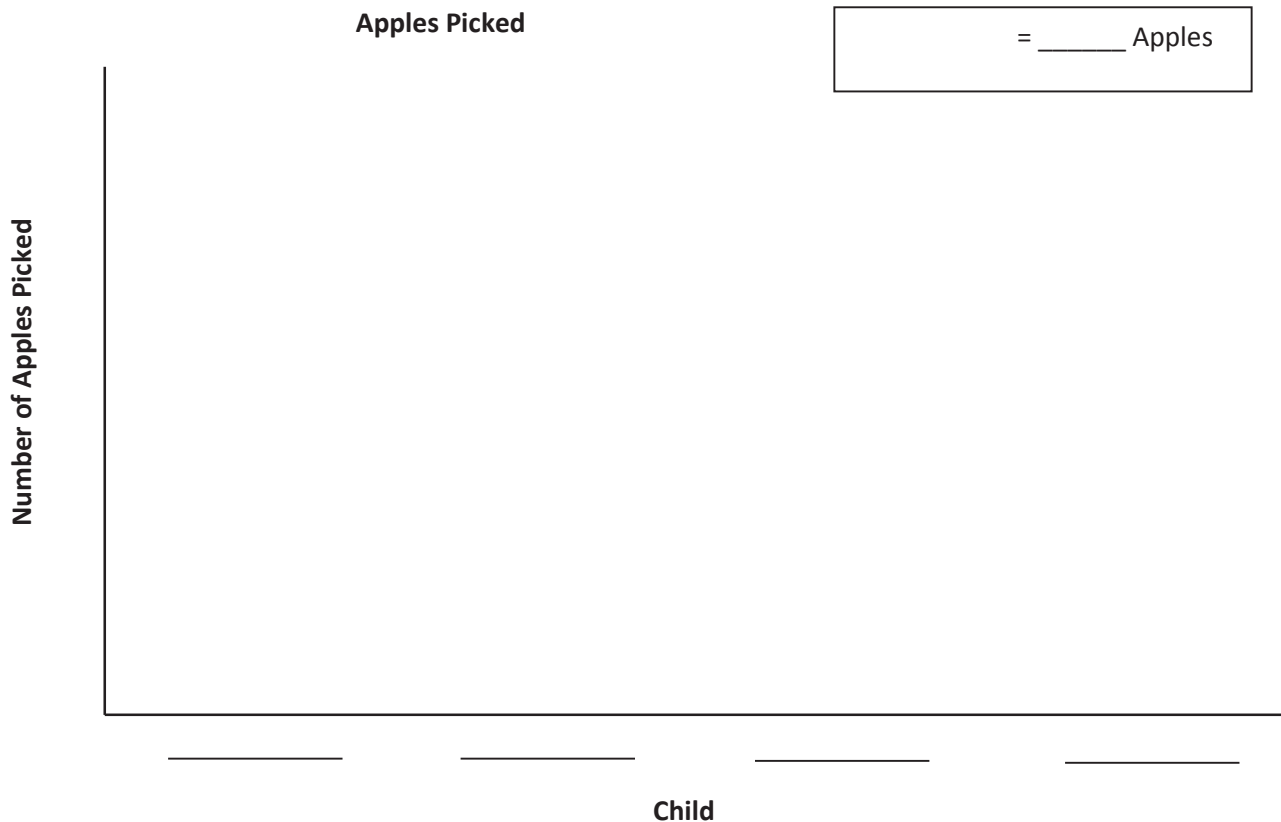 Apples Picked
= ______ Apples
Number of Apples Picked
Child